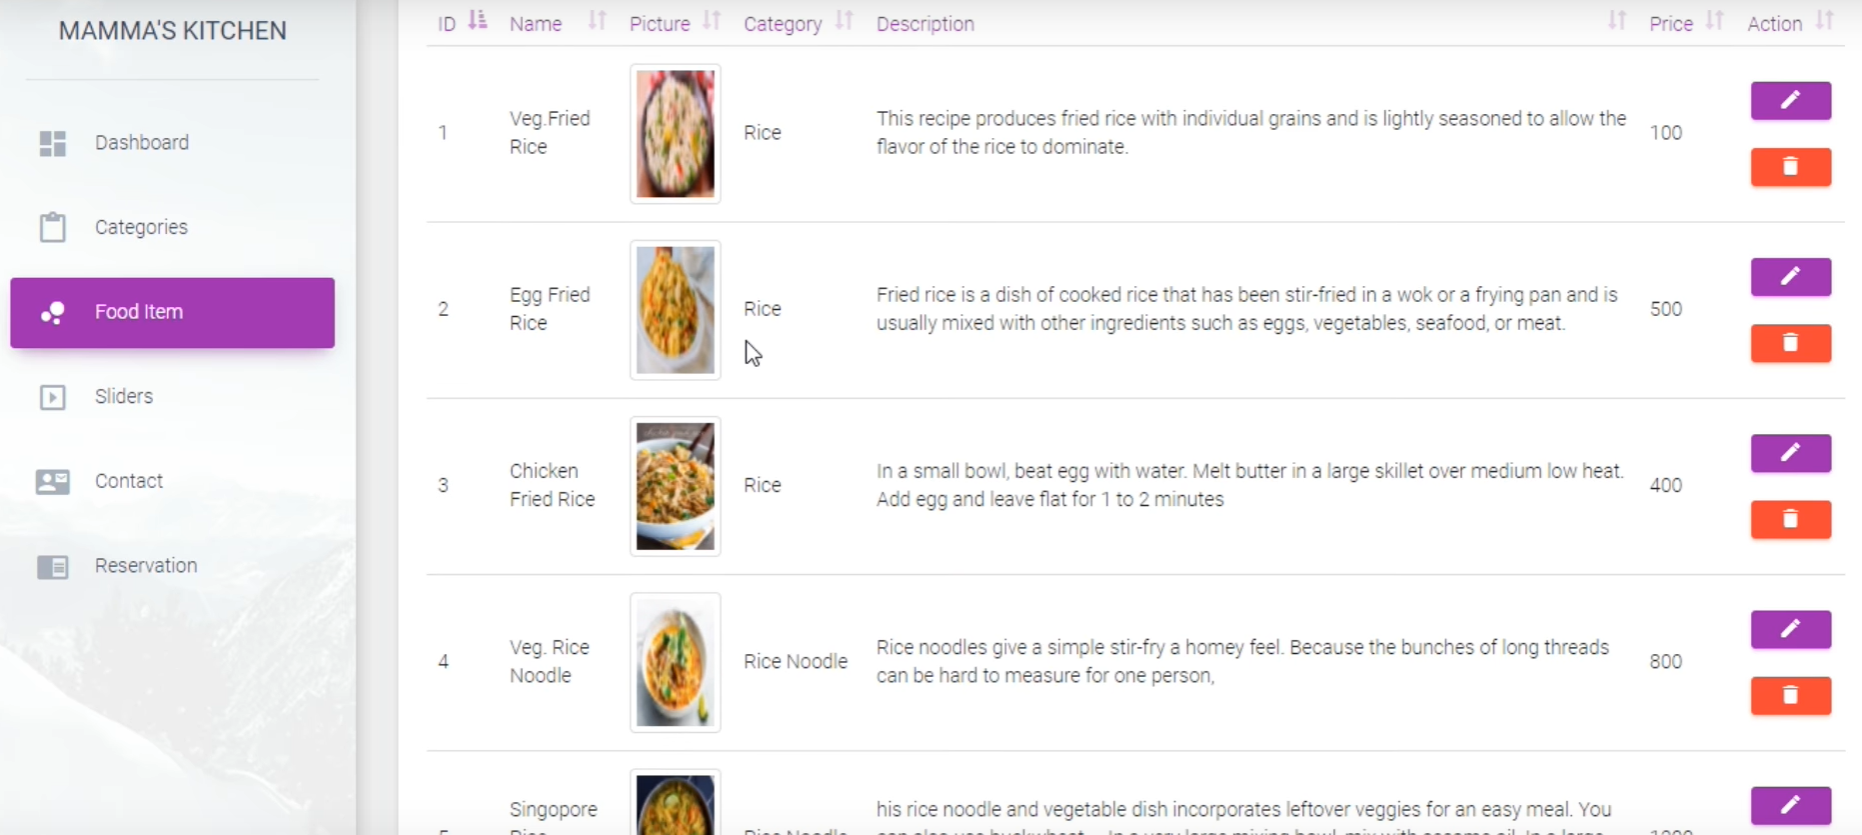 MAMMA'S KITCHEN
Dashboard
Categories
Food Item
Sliders
Contact
Reservation
ID Name Picture Category Description Price Action
1
Veg.Fried
Rice
Rice
This recipe produces fried rice with individual grains and is lightly seasoned to allow the
flavor of the rice to dominate.
100
2
Egg Fried
Rice
Rice
Fried rice is a dish of cooked rice that has been stir-fried in a wok or a frying pan and is
usually mixed with other ingredients such as eggs, vegetables, seafood, or meat.
500
3
Chicken
Fried Rice
Rice
In a small bowl, beat egg with water. Melt butter in a large skillet over medium low heat.
Add egg and leave flat for 1 to 2 minutes
400
4
Veg. Rice
Noodle
Rice Noodle
Rice noodles give a simple stir-fry a homey feel. Because the bunches of long threads
can be hard to measure for one person,
800
Singopore
his rice noodle and vegetable dish incorporates leftover veggies for an easy meal. You